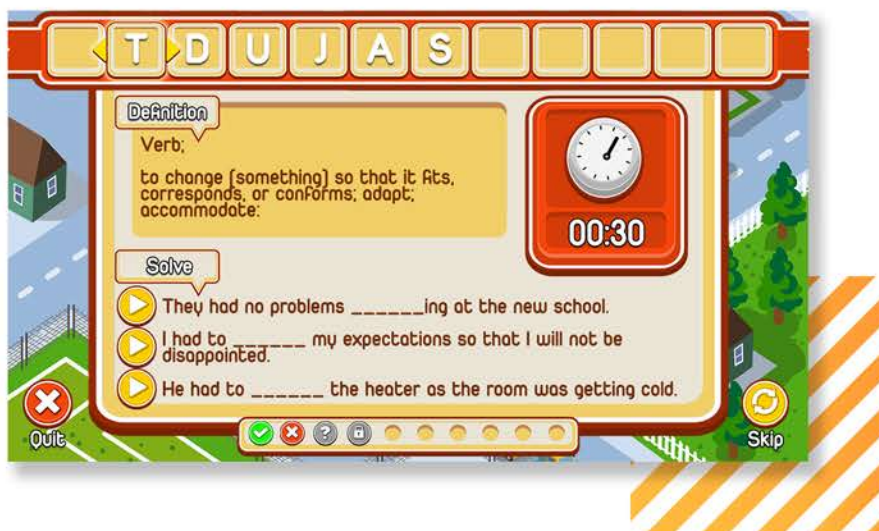 T D U J A S
Definition
Verb;
to change (something) so that it fits,
corresponds, or conforms; adapt;
accommodate:
00:30
Solve
They had no problems ______ing at the new school.
I had to ______ my expectations so that I will not be
disappointed.
He had to ______ the heater as the room was getting cold.
?
Quit
Skip